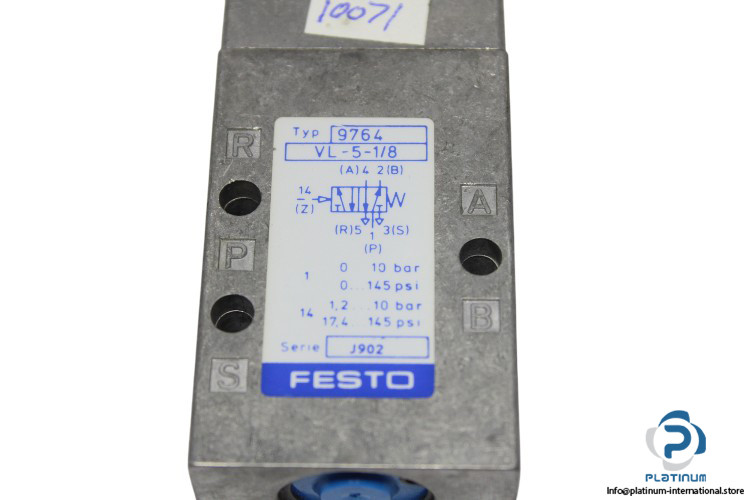 10071
Typ 9764
VL-5-1/8
(A)4 2(B)
14
(Z)
(R)5 1 3(S)
(P)
1 0 10 bar
0...145 psi
14 1,2...10 bar
17,4...145 psi
Serie J902
FESTO
R
P
S
A
B
PLATINUM
Info@platinum-international.store